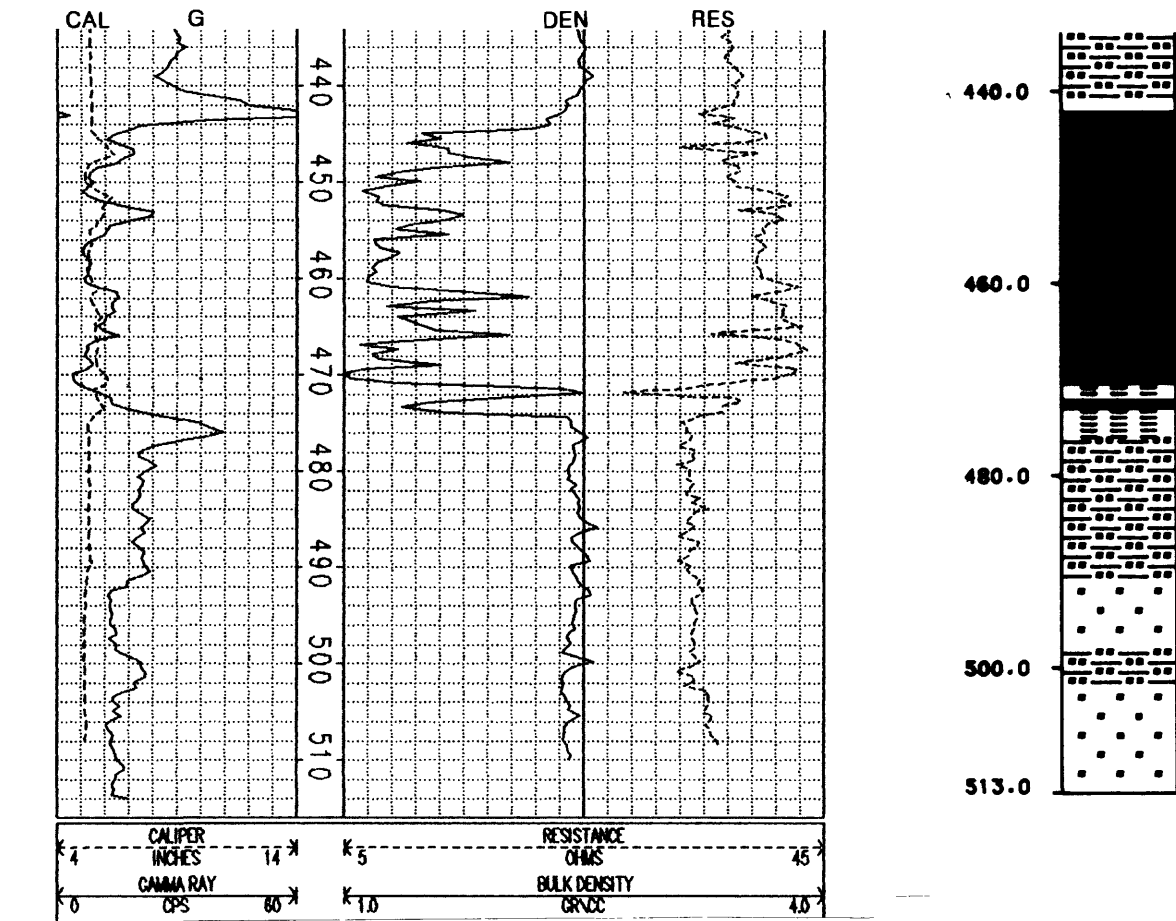 CAL G DEN RES
440
450
460
470
480
490
500
510
440.0
460.0
480.0
500.0
513.0
CALIPER RESISTANCE
4 INCHES 14 5 OHMS 45
GAMMA RAY BULK DENSITY
0 CPS 60 1.0 GR\CC 4.0